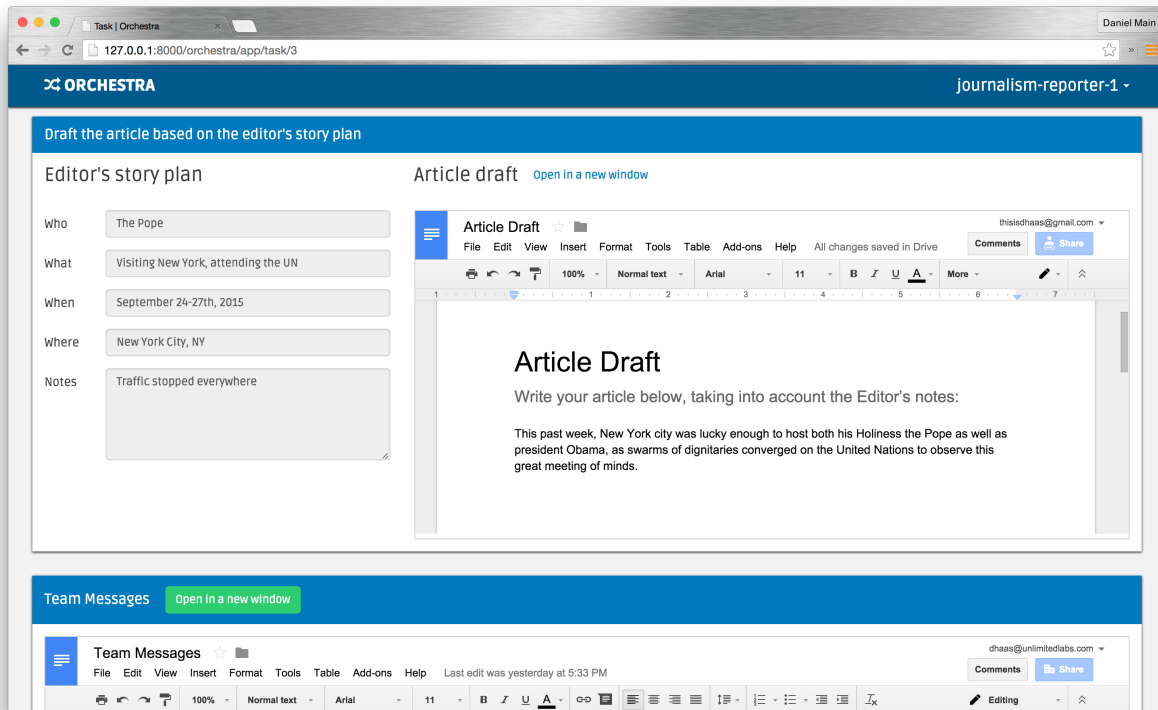 Task | Orchestra
Daniel Main
127.0.0.1:8000/orchestra/app/task/3
ORCHESTRA
journalism-reporter-1
Draft the article based on the editor's story plan
Editor's story plan
Article draft Open in a new window
Who The Pope
What Visiting New York, attending the UN
When September 24-27th, 2015
Where New York City, NY
Notes Traffic stopped everywhere
Article Draft
thisisdhaas@gmail.com
File Edit View Insert Format Tools Table Add-ons Help All changes saved in Drive
Comments Share
100% Normal text Arial 11 B I U A More
1 1 2 3 4 5 6 7
Article Draft
Write your article below, taking into account the Editor's notes:
This past week, New York city was lucky enough to host both his Holiness the Pope as well as
president Obama, as swarms of dignitaries converged on the United Nations to observe this
great meeting of minds.
Team Messages Open in a new window
Team Messages
dhaas@unlimitedlabs.com
File Edit View Insert Format Tools Table Add-ons Help Last edit was yesterday at 5:33 PM
Comments Share
100% Normal text Arial 11 B I U A Editing